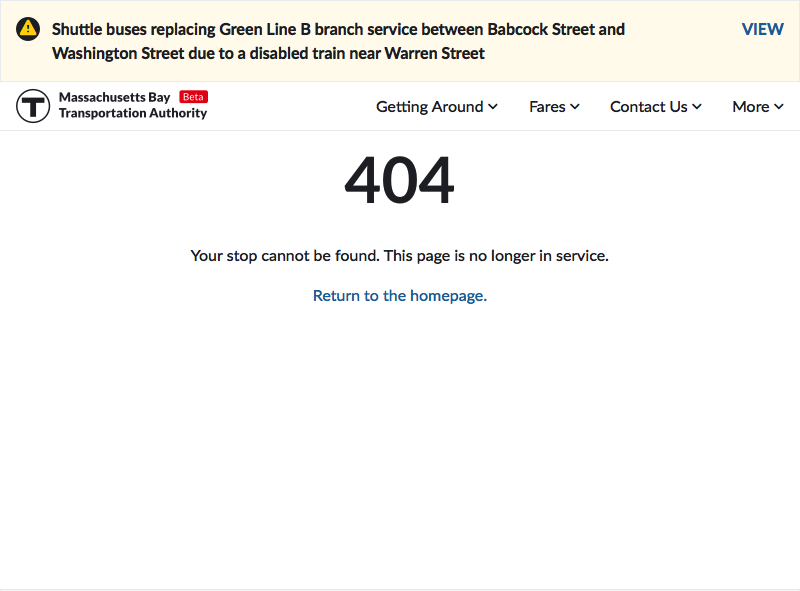 Shuttle buses replacing Green Line B branch service between Babcock Street and
Washington Street due to a disabled train near Warren Street
VIEW
T
Massachusetts Bay Beta
Transportation Authority
Getting Around
Fares
Contact Us
More
404
Your stop cannot be found. This page is no longer in service.
Return to the homepage.